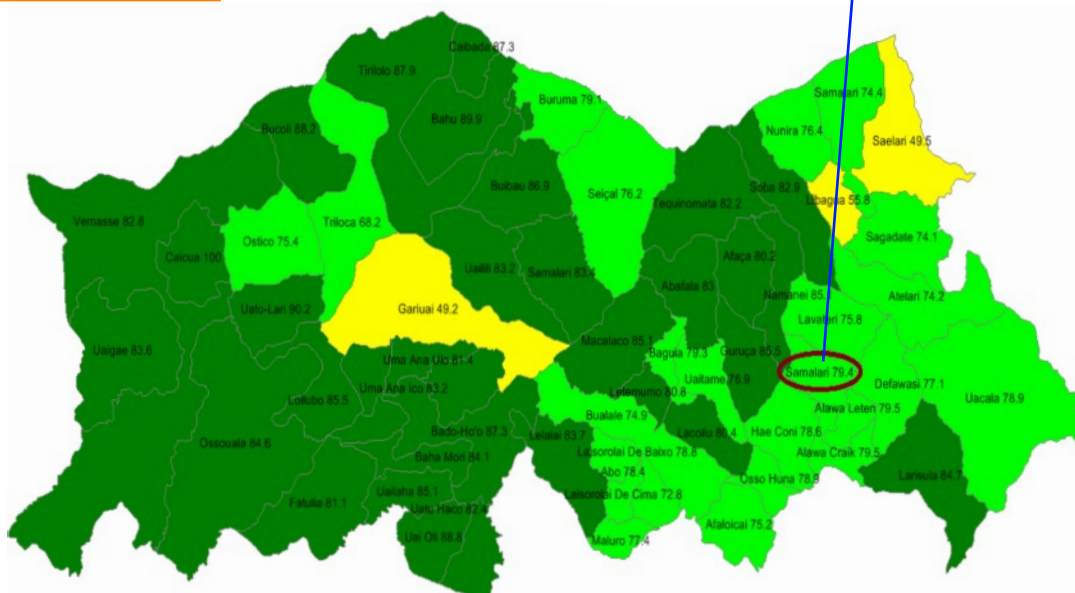 Caibada 87.3
Tirilolo 87.9
Samalari 74.4
Buruma 79.1
Bahu 89.9
Bucoli 88.2
Nunira 76.4
Saelari 49.5
Buibau 86.9
Soba 82.9
Seiçal 76.2
Libagua 55.8
Tequinomata 82.2
Vemasse 82.8
Triloca 68.2
Ostico 75.4
Sagadate 74.1
Caicua 100
Afaça 80.2
Uailili 83.2
Samalari 83.4
Abafala 83
Namanei 85.
Atelari 74.2
Uato-Lari 90.2
Gariuai 49.2
Lavateri 75.8
Macalaco 85.1
Uaigae 83.6
Baguia 79.3
Guruça 85.5
Uma Ana Ulo 81.4
Samalari 79.4
Uaitame 76.9
Defawasi 77.1
Uma Ana Ico 83.2
Letemumo 80.8
Uacala 78.9
Loilubo 85.5
Alawa Leten 79.5
Bualale 74.9
Bado-Ho'o 87.3
Lelalai 83.7
Lacoliu 80.4
Hae Coni 78.6
Ossouala 84.6
Laisorolai De Baixo 78.8
Alawa Craik 79.5
Baha Mori 84.1
Abo 78.4
Larisula 84.7
Osso Huna 78.9
Uailaha 85.1
Laisorolai De Cima 72.8
Fatulia 81.1
Uatu Haco 82.4
Afaloicai 75.2
Uai Oli 88.8
Maluro 77.4